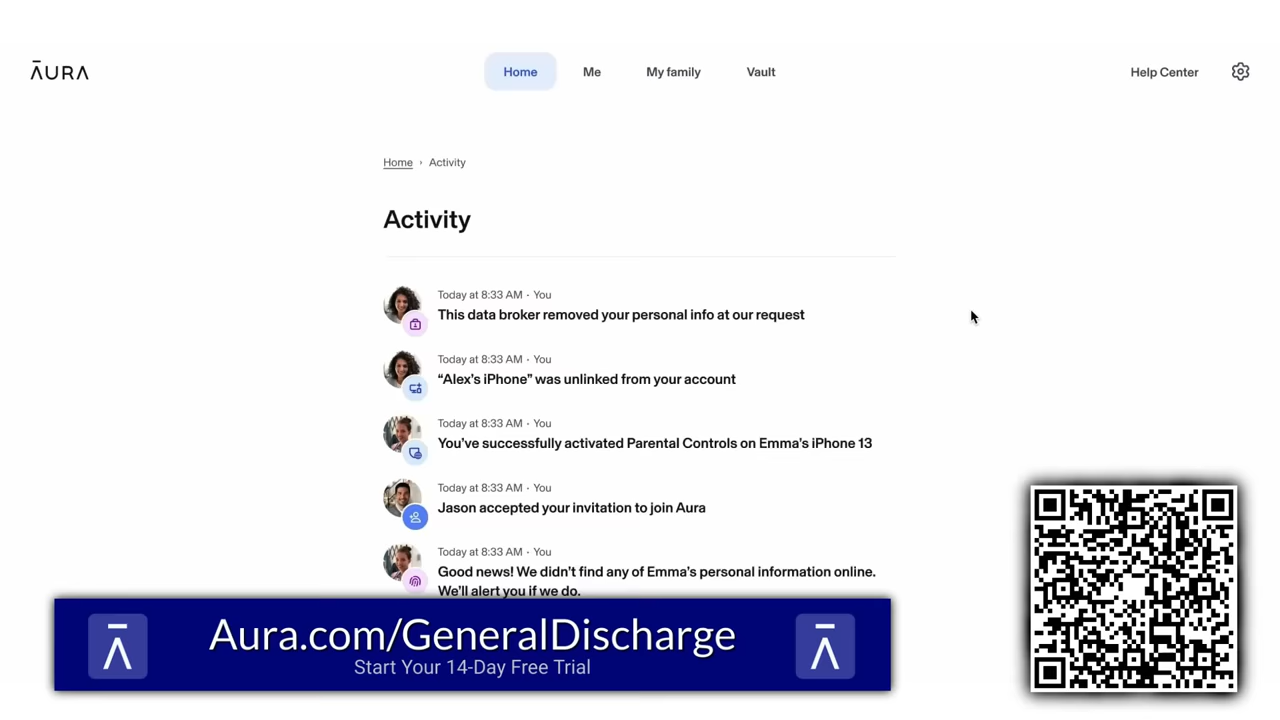 ĀURA
Home
Me
My family
Vault
Help Center
Home › Activity
Activity
Today at 8:33 AM · You
This data broker removed your personal info at our request
Today at 8:33 AM · You
“Alex’s iPhone” was unlinked from your account
Today at 8:33 AM · You
You’ve successfully activated Parental Controls on Emma’s iPhone 13
Today at 8:33 AM · You
Jason accepted your invitation to join Aura
Today at 8:33 AM · You
Good news! We didn’t find any of Emma’s personal information online.
We’ll alert you if we do.
Aura.com/GeneralDischarge
Start Your 14-Day Free Trial